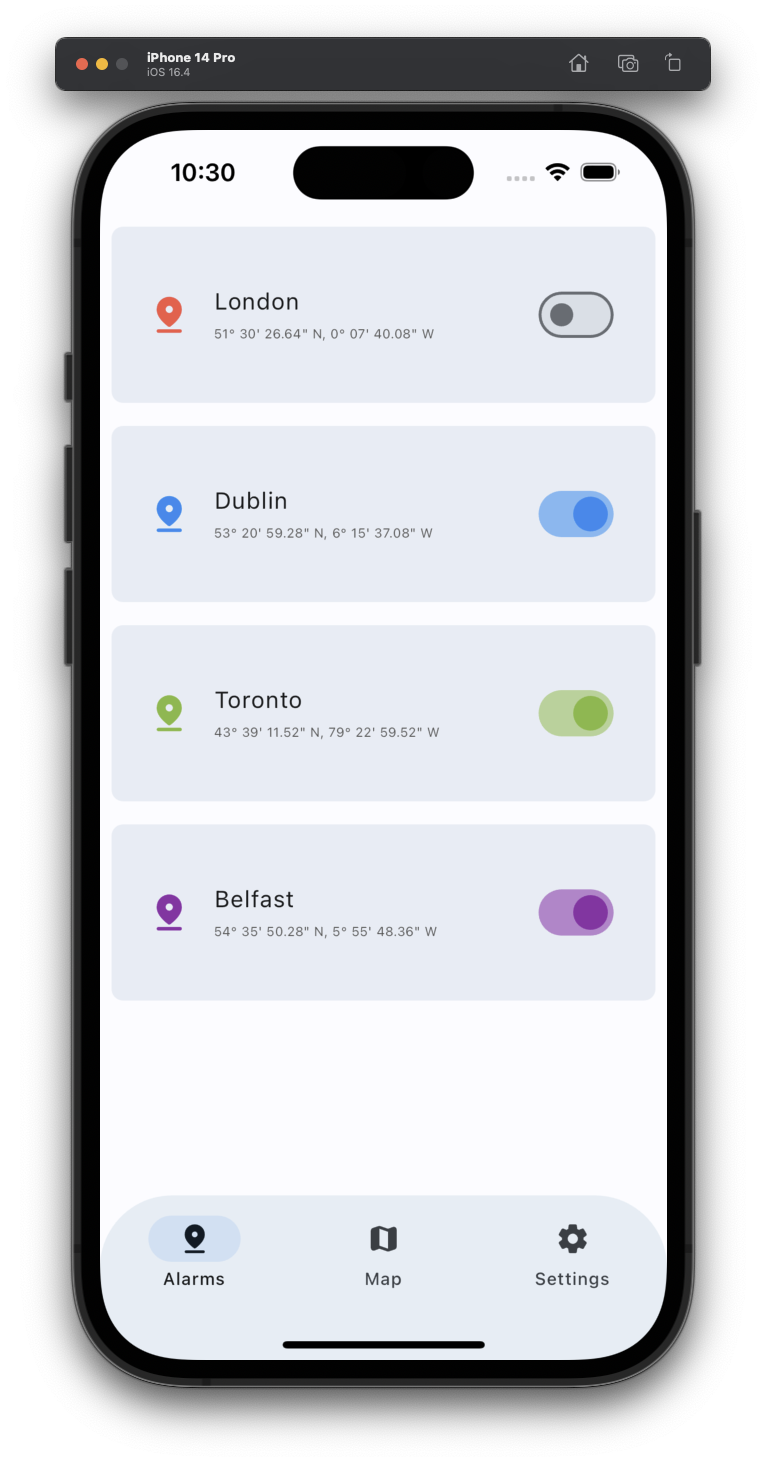 iPhone 14 Pro
iOS 16.4
10:30
London
51° 30' 26.64" N, 0° 07' 40.08" W
Dublin
53° 20' 59.28" N, 6° 15' 37.08" W
Toronto
43° 39' 11.52" N, 79° 22' 59.52" W
Belfast
54° 35' 50.28" N, 5° 55' 48.36" W
Alarms
Map
Settings